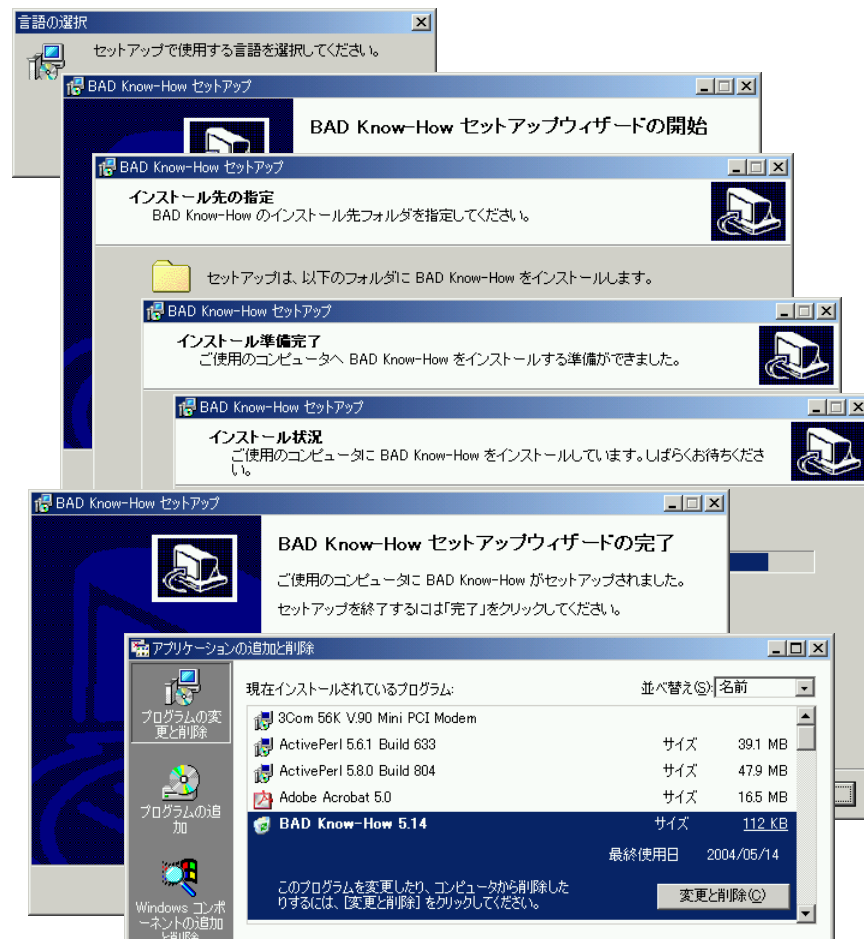 言語の選択
セットアップで使用する言語を選択してください。
BAD Know-How セットアップ
BAD Know-How セットアップウィザードの開始
BAD Know-How セットアップ
インストール先の指定
BAD Know-How のインストール先フォルダを指定してください。
セットアップは、以下のフォルダに BAD Know-How をインストールします。
BAD Know-How セットアップ
インストール準備完了
ご使用のコンピュータへ BAD Know-How をインストールする準備ができました。
BAD Know-How セットアップ
インストール状況
ご使用のコンピュータに BAD Know-How をインストールしています。しばらくお待ちくださ
い。
BAD Know-How セットアップ
BAD Know-How セットアップウィザードの完了
ご使用のコンピュータに BAD Know-How がセットアップされました。
セットアップを終了するには「完了」をクリックしてください。
アプリケーションの追加と削除
プログラムの変
更と削除
プログラムの追
加
Windows コンポ
ーネントの追加
と削除
現在インストールされているプログラム:
並べ替え(S): 名前
3Com 56K V.90 Mini PCI Modem
ActivePerl 5.6.1 Build 633 サイズ 39.1 MB
ActivePerl 5.8.0 Build 804 サイズ 47.9 MB
Adobe Acrobat 5.0 サイズ 16.5 MB
BAD Know-How 5.14 サイズ 112 KB
最終使用日 2004/05/14
このプログラムを変更したり、コンピュータから削除した
りするには、[変更と削除] をクリックしてください。
変更と削除(C)